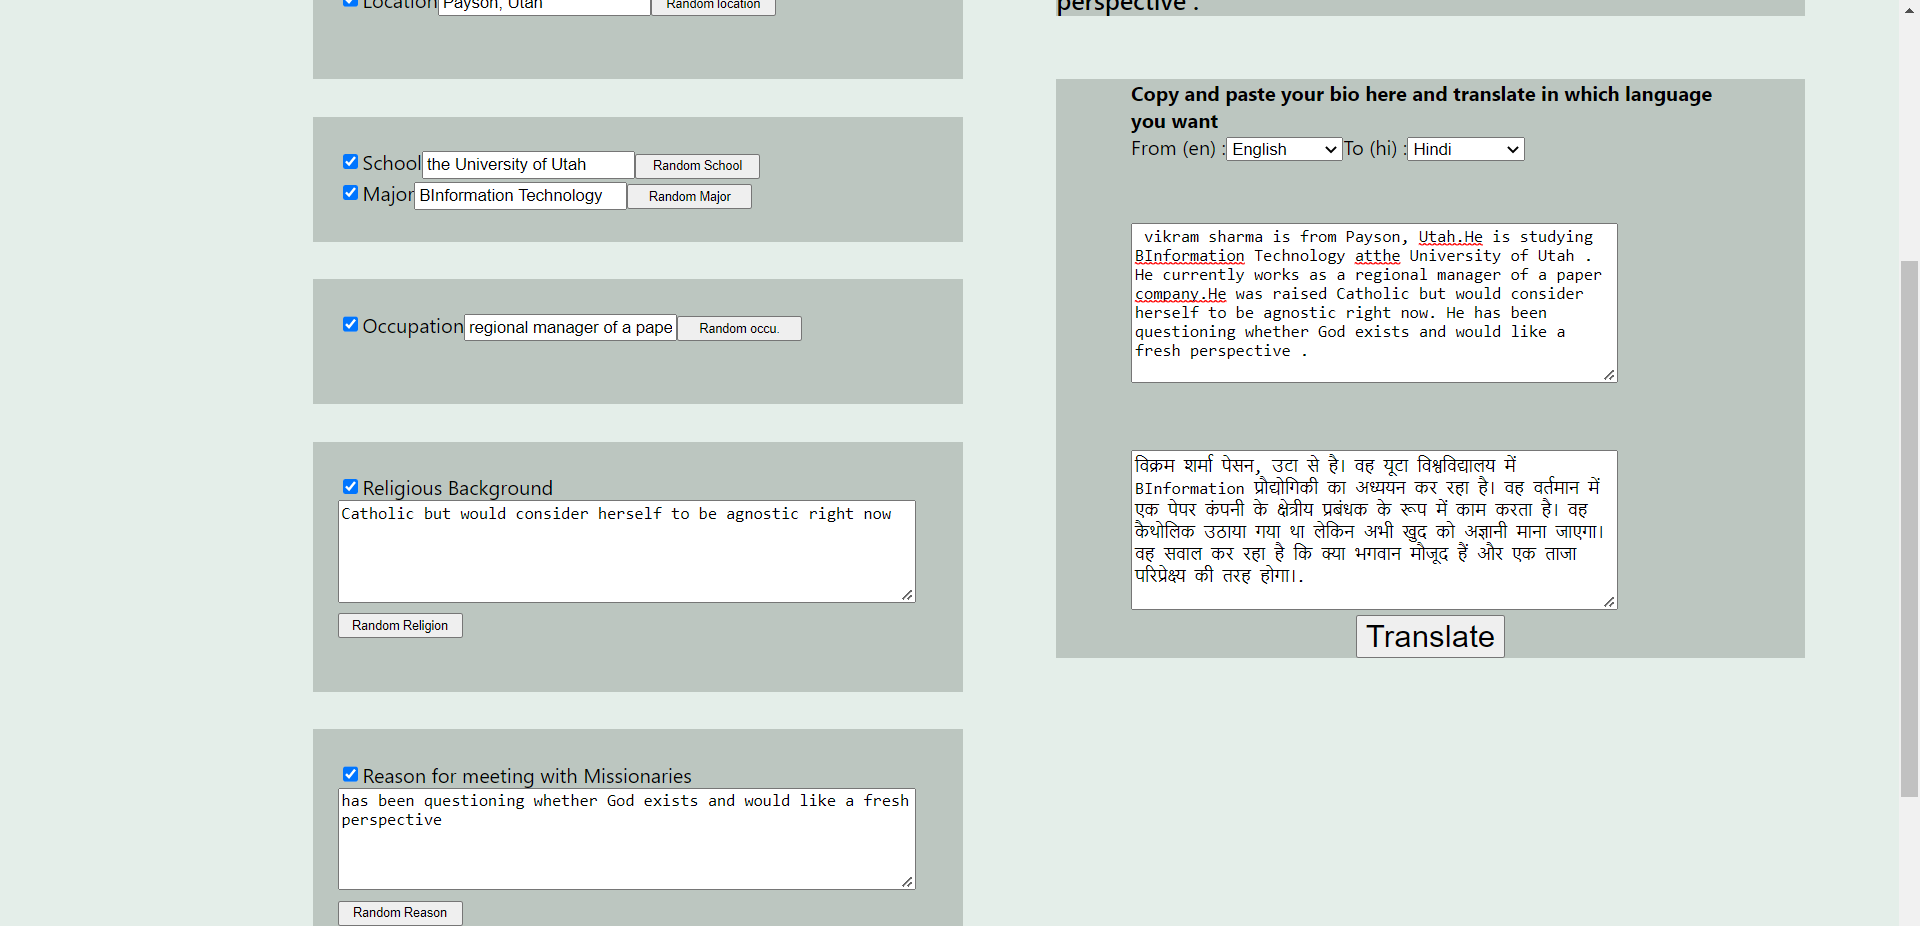 Location Payson, Utah Random location
School the University of Utah Random School
Major BInformation Technology Random Major
Occupation regional manager of a pape Random occu.
Religious Background
Catholic but would consider herself to be agnostic right now
Random Religion
Reason for meeting with Missionaries
has been questioning whether God exists and would like a fresh
perspective
Random Reason
perspective .
Copy and paste your bio here and translate in which language
you want
From (en) : English To (hi) : Hindi
vikram sharma is from Payson, Utah.He is studying
BInformation Technology atthe University of Utah .
He currently works as a regional manager of a paper
company.He was raised Catholic but would consider
herself to be agnostic right now. He has been
questioning whether God exists and would like a
fresh perspective .
विक्रम शर्मा पेसन, उटा से है। वह यूटा विश्वविद्यालय में
BInformation प्रौद्योगिकी का अध्ययन कर रहा है। वह वर्तमान में
एक पेपर कंपनी के क्षेत्रीय प्रबंधक के रूप में काम करता है। वह
कैथोलिक उठाया गया था लेकिन अभी खुद को अज्ञानी माना जाएगा।
वह सवाल कर रहा है कि क्या भगवान मौजूद हैं और एक ताजा
परिप्रेक्ष्य की तरह होगा।.
Translate